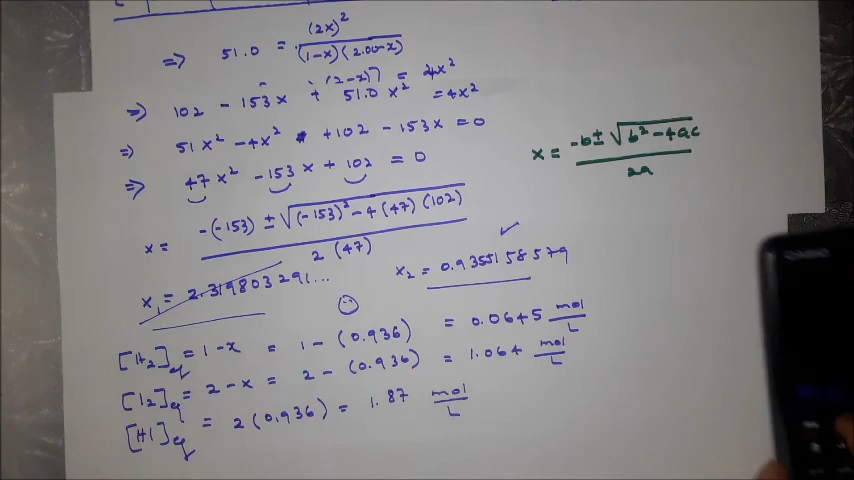 => 51.0 = (2x)² / (1-x)(2.00-x)
=> 102 - 153x + 51.0x² = 4x²
=> 51x² - 4x² + 102 - 153x = 0
=> 47x² - 153x + 102 = 0
x = -b ± √b² - 4ac / 2a
x = -(-153) ± √(-153)² - 4(47)(102) / 2(47)
x₁ = 2.319803291... x₂ = 0.9355158579 ✓
[H₂]eq = 1-x = 1 - (0.936) = 0.0645 mol/L
[I₂]eq = 2-x = 2 - (0.936) = 1.064 mol/L
[HI]eq = 2(0.936) = 1.87 mol/L
CASIO